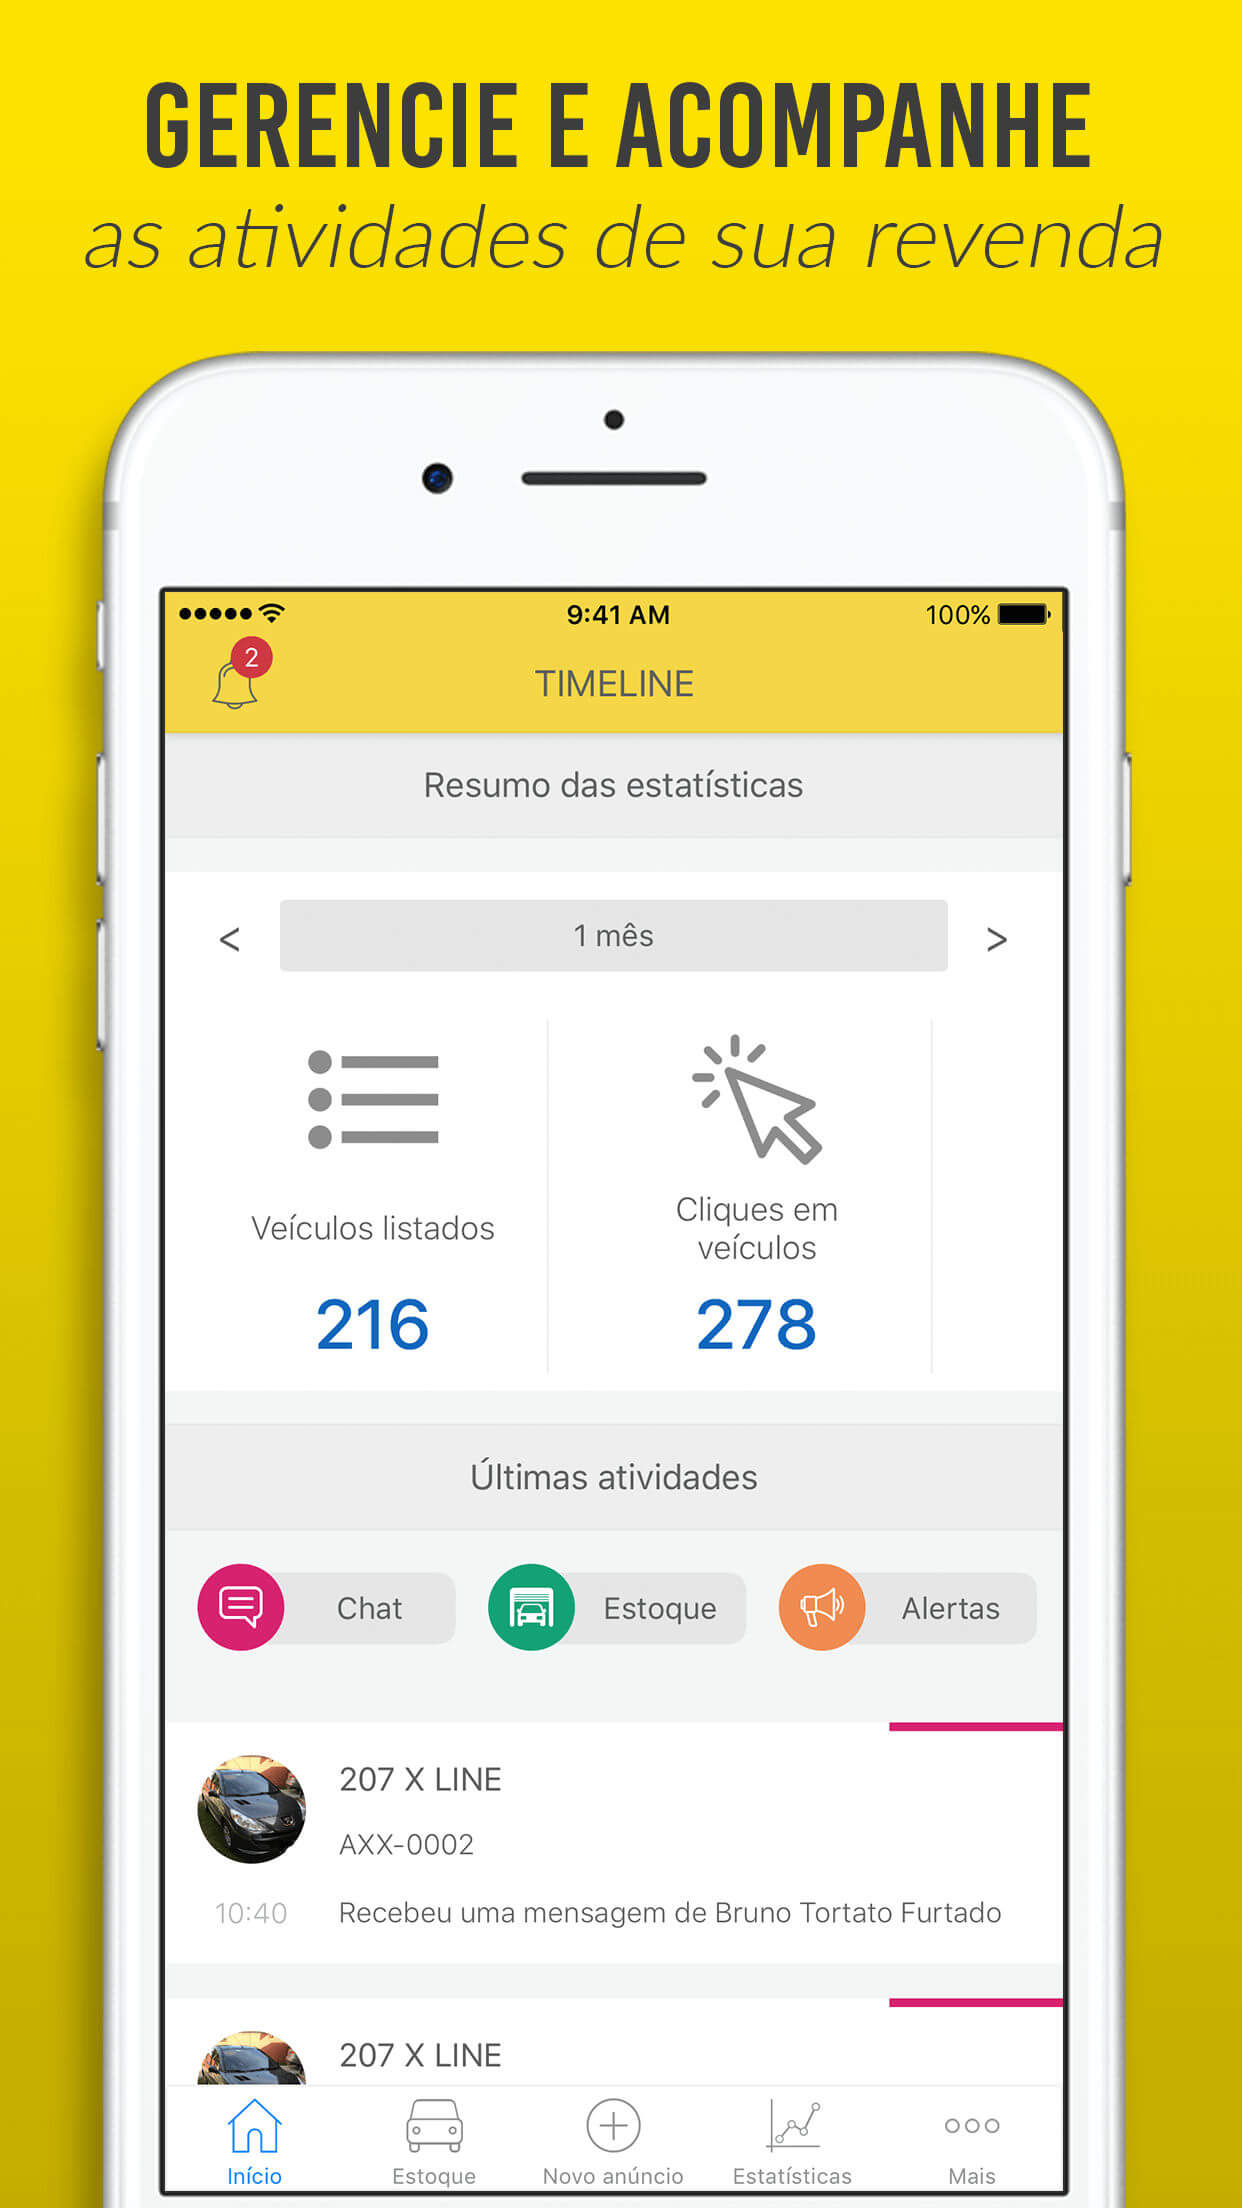 GERENCIE E ACOMPANHE
as atividades de sua revenda
9:41 AM
100%
2
TIMELINE
Resumo das estatísticas
< 1 mês >
Veículos listados
216
Cliques em
veículos
278
Últimas atividades
Chat
Estoque
Alertas
207 X LINE
AXX-0002
10:40 Recebeu uma mensagem de Bruno Tortato Furtado
207 X LINE
Início
Estoque
Novo anúncio
Estatísticas
Mais